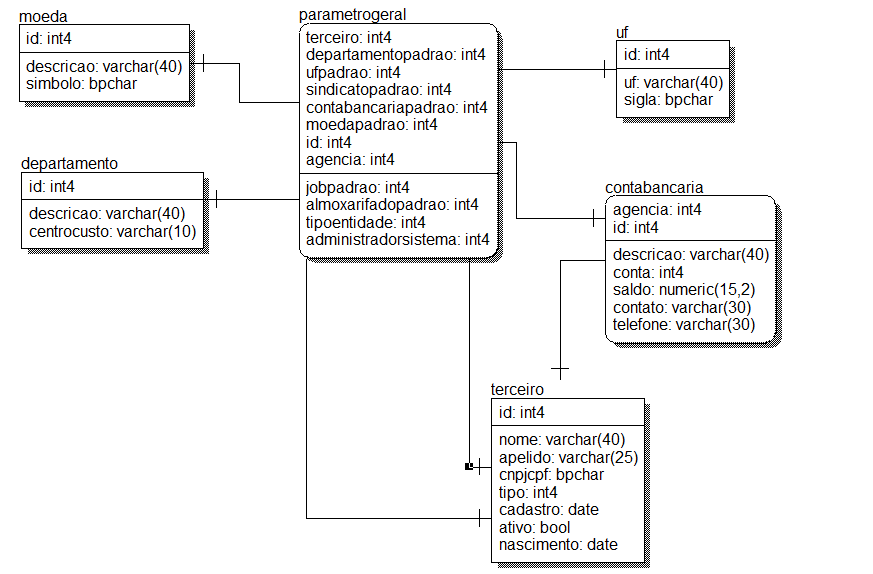 moeda
id: int4
descricao: varchar(40)
simbolo: bpchar
parametrogeral
terceiro: int4
departamentopadrao: int4
ufpadrao: int4
sindicatopadrao: int4
contabancariapadrao: int4
moedapadrao: int4
id: int4
agencia: int4
jobpadrao: int4
almoxarifadopadrao: int4
tipoentidade: int4
administradorsistema: int4
uf
id: int4
uf: varchar(40)
sigla: bpchar
departamento
id: int4
descricao: varchar(40)
centrocusto: varchar(10)
contabancaria
agencia: int4
id: int4
descricao: varchar(40)
conta: int4
saldo: numeric(15,2)
contato: varchar(30)
telefone: varchar(30)
terceiro
id: int4
nome: varchar(40)
apelido: varchar(25)
cnpjcpf: bpchar
tipo: int4
cadastro: date
ativo: bool
nascimento: date